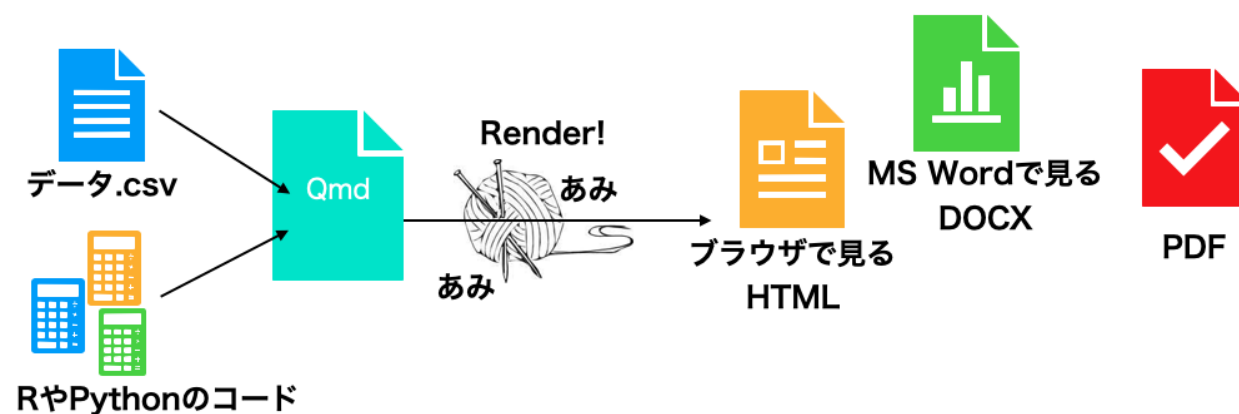 データ.csv
RやPythonのコード
Qmd
Render!
あみ
あみ
ブラウザで見る
HTML
MS Wordで見る
DOCX
PDF